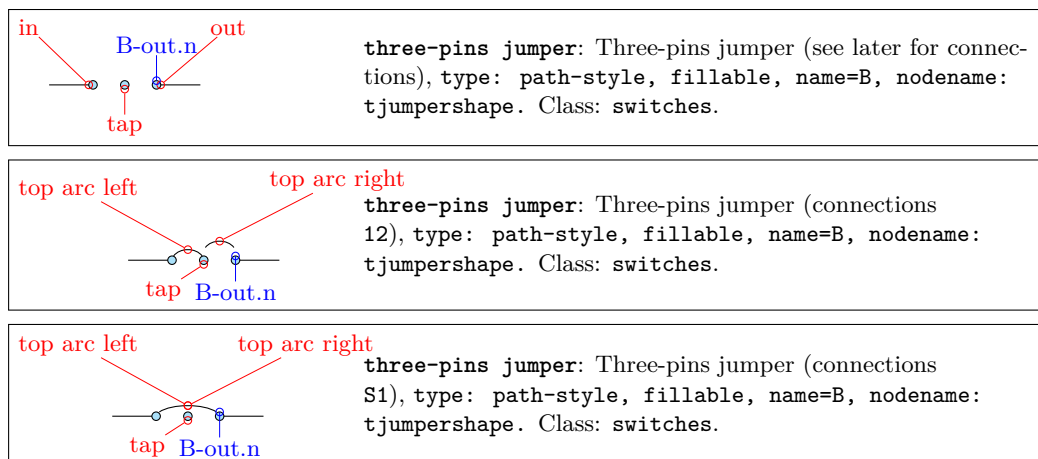 in
out
B-out.n
tap
three-pins jumper: Three-pins jumper (see later for connec-
tions), type: path-style, fillable, name=B, nodename:
tjumpershape. Class: switches.
top arc left
top arc right
tap
B-out.n
three-pins jumper: Three-pins jumper (connections
12), type: path-style, fillable, name=B, nodename:
tjumpershape. Class: switches.
top arc left
top arc right
tap
B-out.n
three-pins jumper: Three-pins jumper (connections
S1), type: path-style, fillable, name=B, nodename:
tjumpershape. Class: switches.